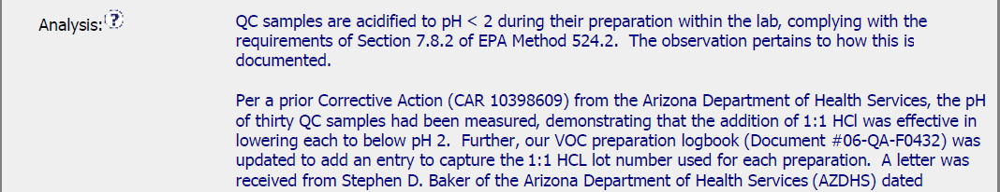 Analysis:
QC samples are acidified to pH < 2 during their preparation within the lab, complying with the
requirements of Section 7.8.2 of EPA Method 524.2.  The observation pertains to how this is
documented.
Per a prior Corrective Action (CAR 10398609) from the Arizona Department of Health Services, the pH
of thirty QC samples had been measured, demonstrating that the addition of 1:1 HCl was effective in
lowering each to below pH 2.  Further, our VOC preparation logbook (Document #06-QA-F0432) was
updated to add an entry to capture the 1:1 HCL lot number used for each preparation.  A letter was
received from Stephen D. Baker of the Arizona Department of Health Services (AZDHS) dated